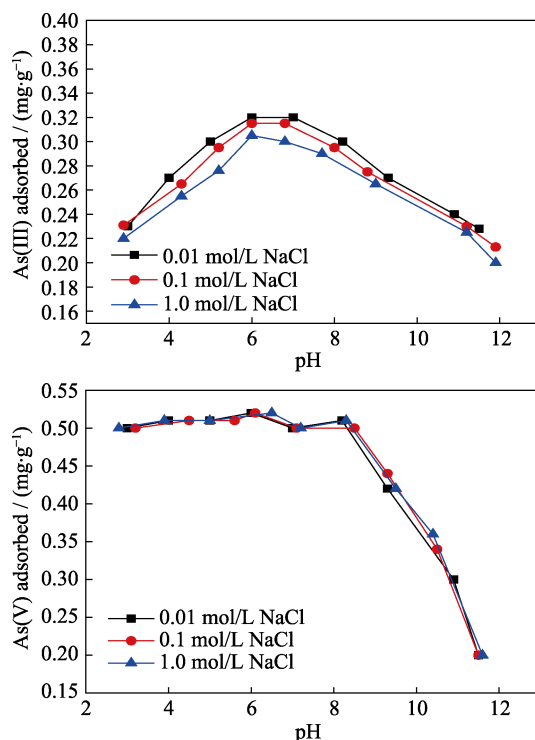 As(III) adsorbed / (mg·g⁻¹)
0.40
0.38
0.36
0.34
0.32
0.30
0.28
0.26
0.24
0.22
0.20
0.18
0.16
0.01 mol/L NaCl
0.1 mol/L NaCl
1.0 mol/L NaCl
2 4 6 8 10 12
pH
As(V) adsorbed / (mg·g⁻¹)
0.55
0.50
0.45
0.40
0.35
0.30
0.25
0.20
0.15
0.01 mol/L NaCl
0.1 mol/L NaCl
1.0 mol/L NaCl
2 4 6 8 10 12
pH